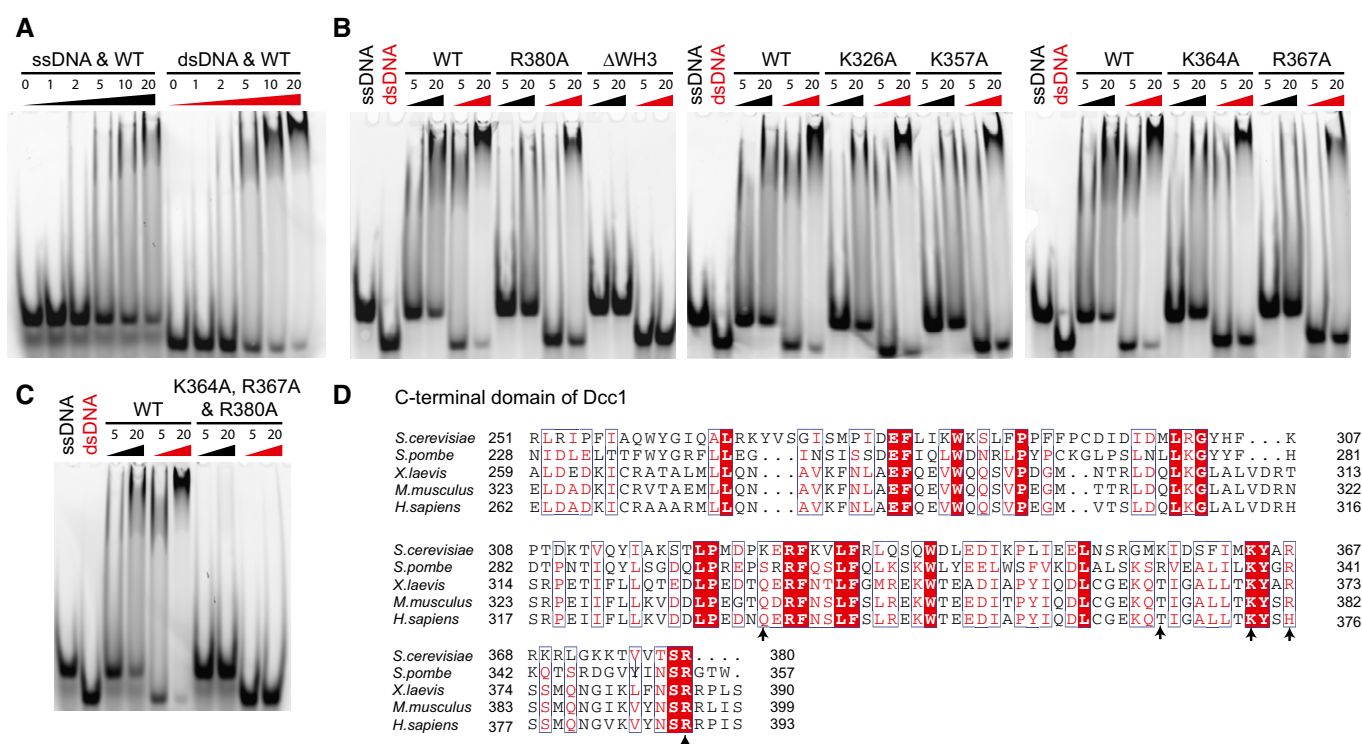 A
ssDNA & WT dsDNA & WT
0 1 2 5 10 20 0 1 2 5 10 20
B
ssDNA dsDNA WT R380A ΔWH3
5 20 5 20 5 20 5 20 5 20 5 20
ssDNA dsDNA WT K326A K357A
5 20 5 20 5 20 5 20 5 20 5 20
ssDNA dsDNA WT K364A R367A
5 20 5 20 5 20 5 20 5 20 5 20
C
ssDNA dsDNA WT K364A, R367A & R380A
5 20 5 20 5 20 5 20
D
C-terminal domain of Dcc1
S.cerevisiae 251 RLRIPFIAQWYGIQALRKYVSGISMPIDEFLIKWKSLFPPFFPCDIDIDMLRGYHF...K 307
S.pombe 228 NIDLELTTFWYGRFLLEG...INSISSDEFIQLWDNRLPYPCKGLPSLNLLKGYYF...H 281
X.laevis 259 ALDEDKICRATALMLLQN...AVKFNLAEFQEVWQQSVPDGM..NTRLDQLKGLALVDRT 313
M.musculus 323 ELDADKICRVTAEMLLQN...AVKFNLAEFQEVWQQSVPEGM..TTRLDQLKGLALVDRN 322
H.sapiens 262 ELDADKICRAAARMLLQN...AVKFNLAEFQEVWQQSVPEGM..VTSLDQLKGLALVDRH 316
S.cerevisiae 308 PTDKTVQYIAKSTLPMDPKERFKVLFRLQSQWDLEDIKPLIEELNSRGMKIDSFIMKYAR 367
S.pombe 282 DTPNTIQYLSGDQLPREPSRRFQSLFQLKSKWLYEELWSFVKDLALSKSRVEALILKYGR 341
X.laevis 314 SRPETIFLLQTEDLPEDTQERFNTLFGMREKWTEADIAPYIQDLCGEKQTIGALLTKYAR 373
M.musculus 323 SRPEIIFLLKVDDLPEGTQDRFNSLFSLREKWTEEDITPYIQDLCGEKQTIGALLTKYSR 382
H.sapiens 317 SRPEIIFLLKVDDLPEDNQERFNSLFSLREKWTEEDIAPYIQDLCGEKQTIGALLTKYSH 376
S.cerevisiae 368 RKRLGKKTVVTSR.... 380
S.pombe 342 KQTSRDGVYINSRGTW. 357
X.laevis 374 SSMQNGIKLFNSRRPLS 390
M.musculus 383 SSMQNGIKVYNSRRLIS 399
H.sapiens 377 SSMQNGVKVYNSRRPIS 393